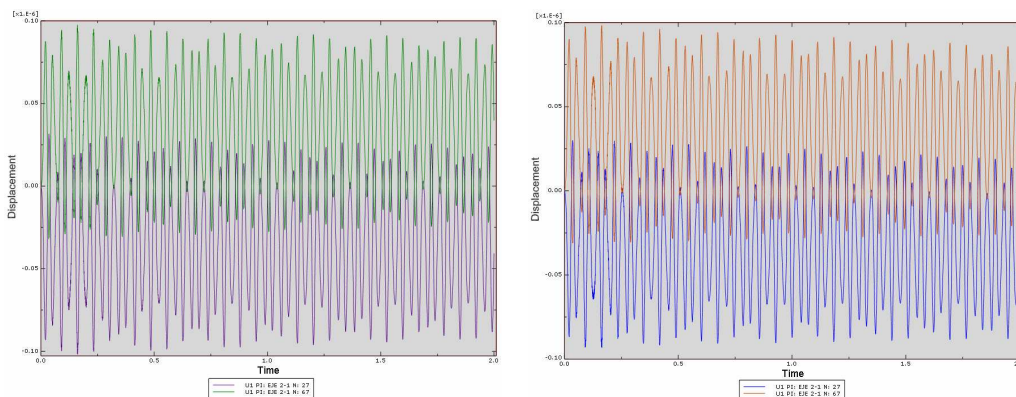 [x1.E-6]
0.10
0.05
0.00
-0.05
-0.10
Displacement
0.0
0.5
1.0
1.5
2.0
Time
U1 PI: EJE 2-1 N: 27
U1 PI: EJE 2-1 N: 67
[x1.E-6]
0.10
0.05
0.00
-0.05
-0.10
Displacement
0.0
0.5
1.0
1.5
Time
U1 PI: EJE 2-1 N: 27
U1 PI: EJE 2-1 N: 67